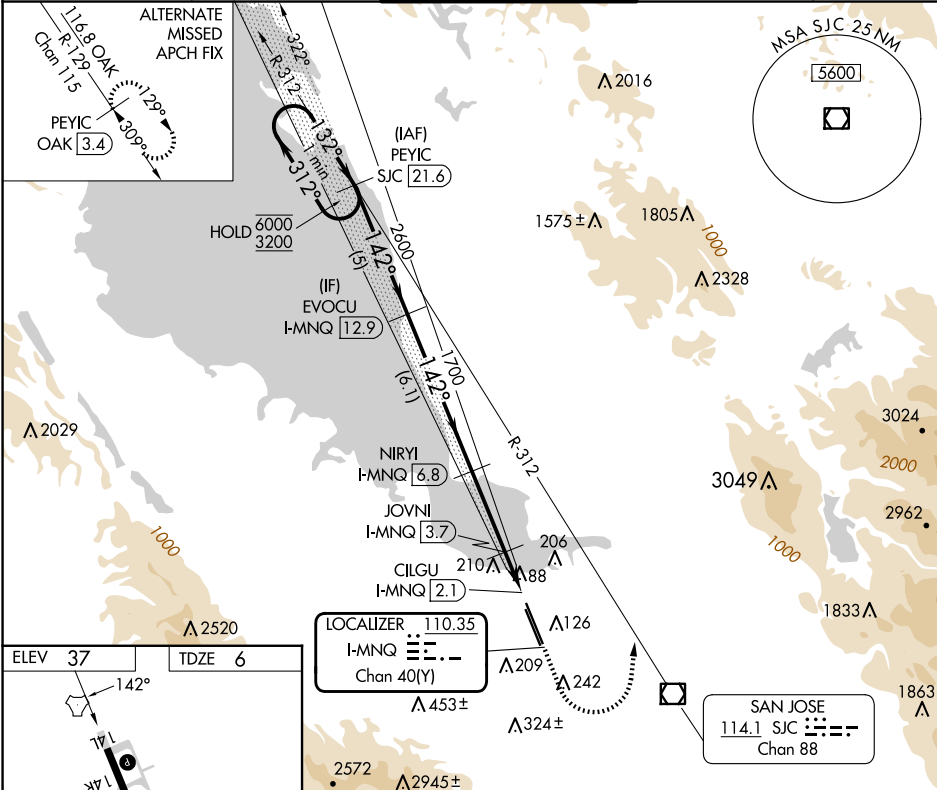 ALTERNATE
MISSED
APCH FIX
116.8 OAK
R-129
Chan 115
129°
309°
PEYIC
OAK 3.4
322°
R-312
132°
1 min
312°
(IAF)
PEYIC
SJC 21.6
HOLD 6000
3200
2600
142°
(5)
(IF)
EVOCU
I-MNQ 12.9
142°
1700
(6.1)
R-312
NIRYI
I-MNQ 6.8
JOVNI
I-MNQ 3.7
CILGU
I-MNQ 2.1
MSA SJC 25 NM
5600
2016
1575±
1805
1000
2328
2029
3024
2000
3049
2962
1000
1000
206
210
88
126
1833
2520
209
242
453±
324±
1863
2572
2945±
LOCALIZER 110.35
I-MNQ
Chan 40(Y)
SAN JOSE
114.1 SJC
Chan 88
ELEV 37
TDZE 6
142°
14L
P
14R